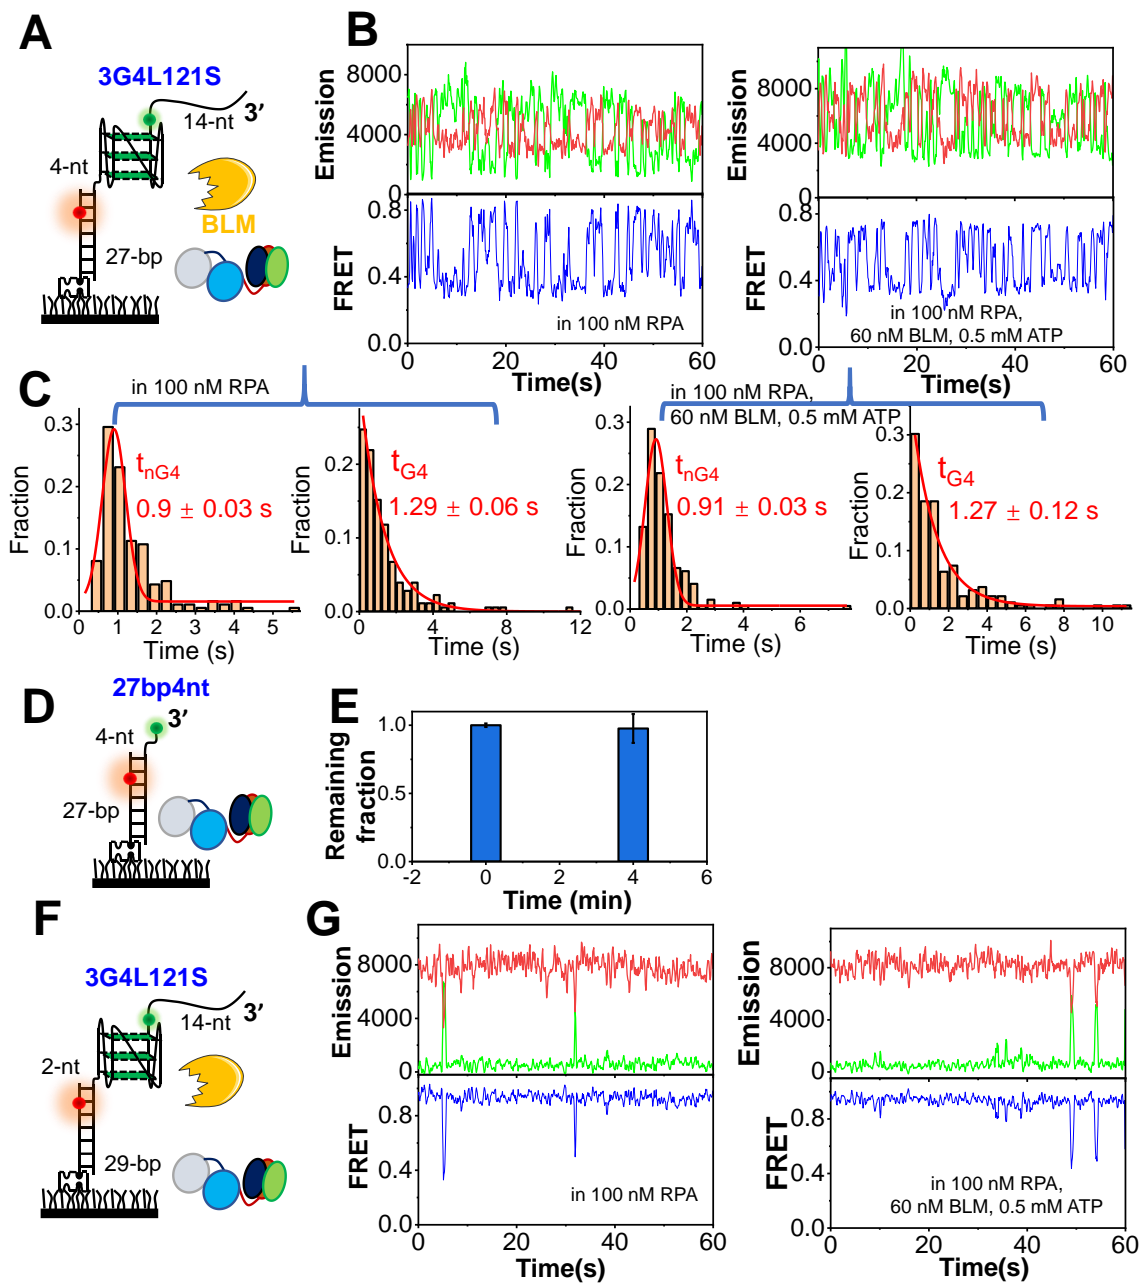 A
3G4L121S
14-nt
3’
4-nt
BLM
27-bp
B
Emission
8000
4000
0
FRET
0.8
0.4
0.0
in 100 nM RPA
0
20
40
60
Time(s)
Emission
8000
4000
0
FRET
0.8
0.4
0.0
in 100 nM RPA,
60 nM BLM, 0.5 mM ATP
0
20
40
60
Time(s)
C
in 100 nM RPA
Fraction
0.3
0.2
0.1
0.0
tnG4
0.9 ± 0.03 s
0 1 2 3 4 5
Time (s)
Fraction
0.2
0.1
0.0
tG4
1.29 ± 0.06 s
0 4 8 12
Time (s)
in 100 nM RPA,
60 nM BLM, 0.5 mM ATP
Fraction
0.3
0.2
0.1
0.0
tnG4
0.91 ± 0.03 s
0 2 4 6
Time (s)
Fraction
0.3
0.2
0.1
0.0
tG4
1.27 ± 0.12 s
0 2 4 6 8 10
Time (s)
D
27bp4nt
3’
4-nt
27-bp
E
Remaining
fraction
1.0
0.5
0.0
-2 0 2 4 6
Time (min)
F
3G4L121S
14-nt
3’
2-nt
29-bp
G
Emission
8000
4000
0
FRET
0.8
0.4
0.0
in 100 nM RPA
0 20 40 60
Time(s)
Emission
8000
4000
0
FRET
0.8
0.4
0.0
in 100 nM RPA,
60 nM BLM, 0.5 mM ATP
0 20 40 60
Time(s)